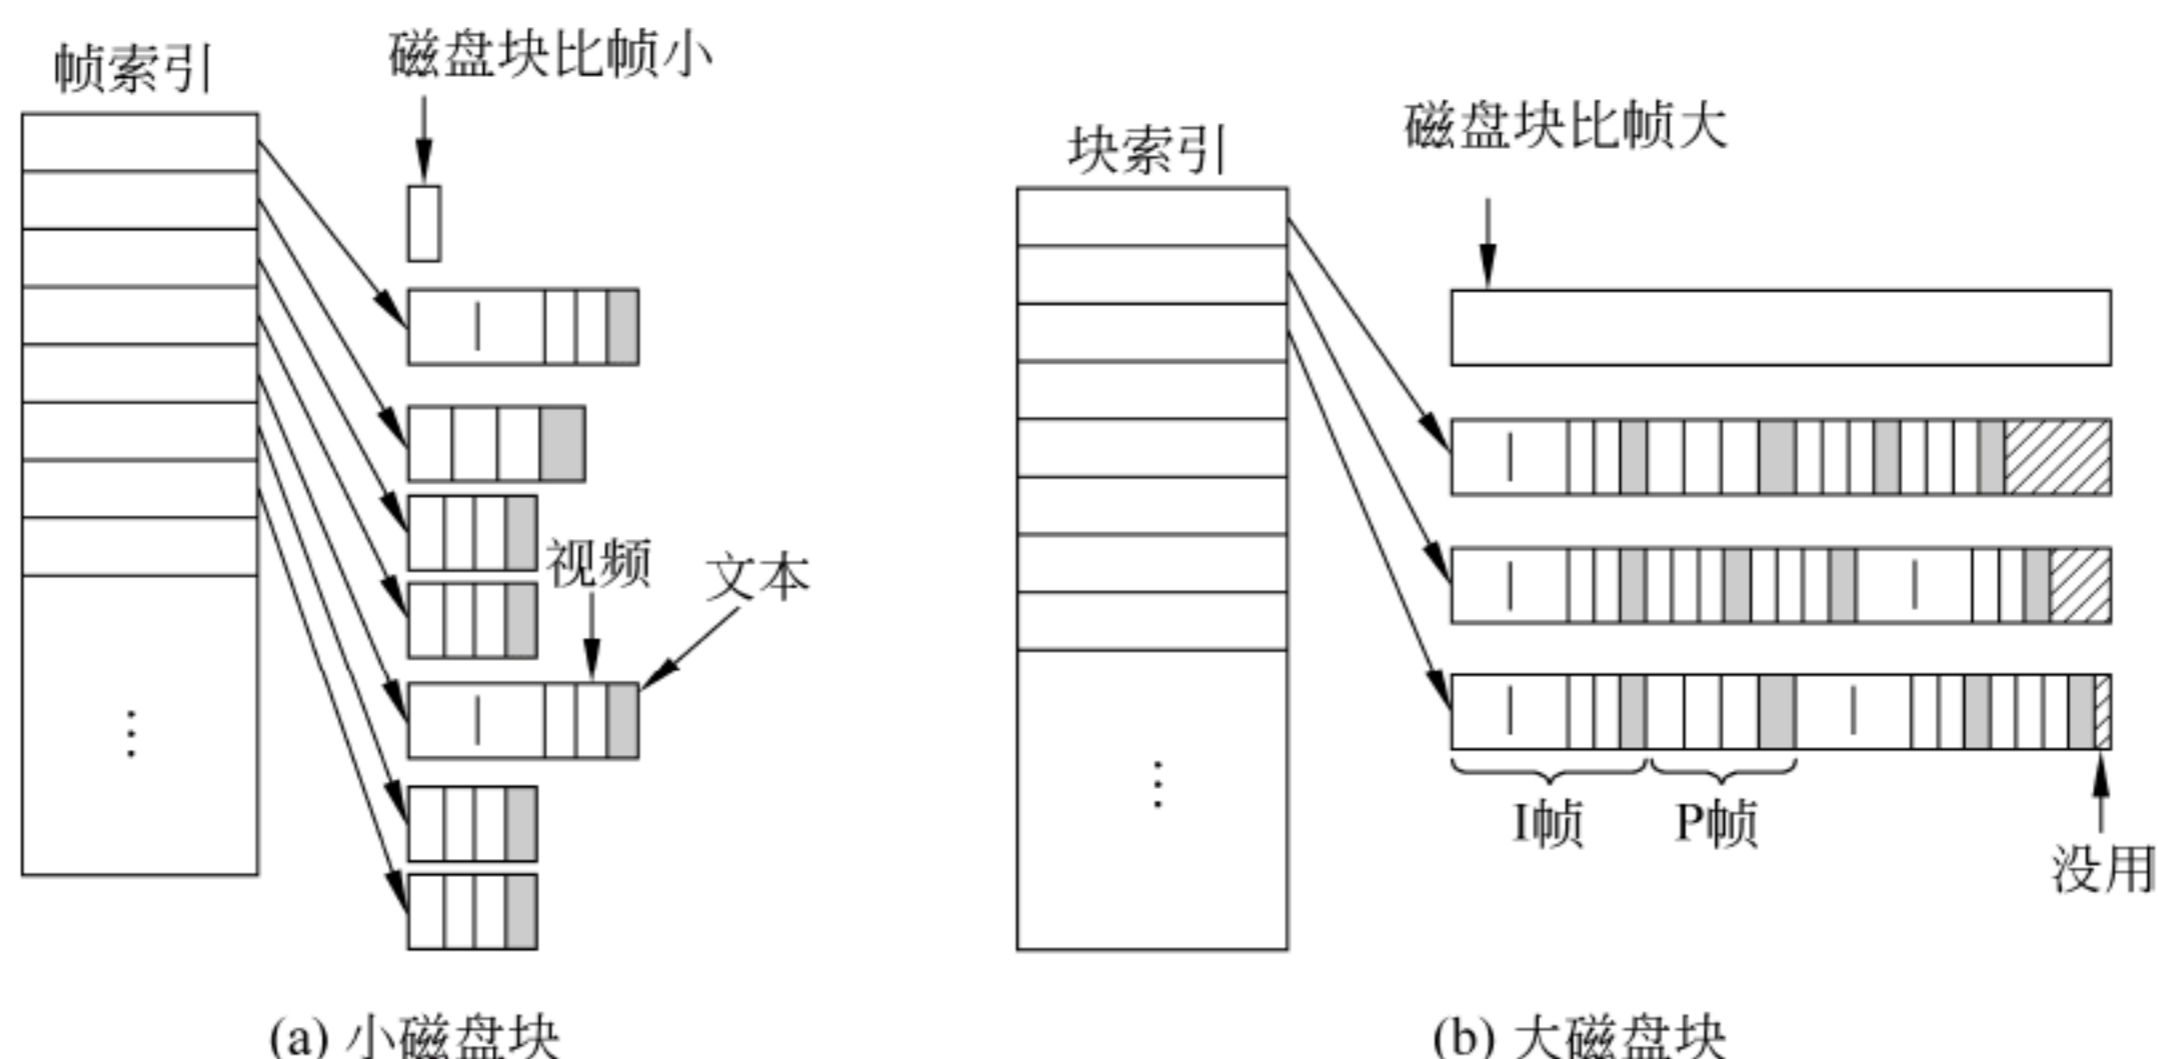 帧索引
磁盘块比帧小
视频
文本
⋮
(a) 小磁盘块
块索引
磁盘块比帧大
⋮
I帧
P帧
没用
(b) 大磁盘块